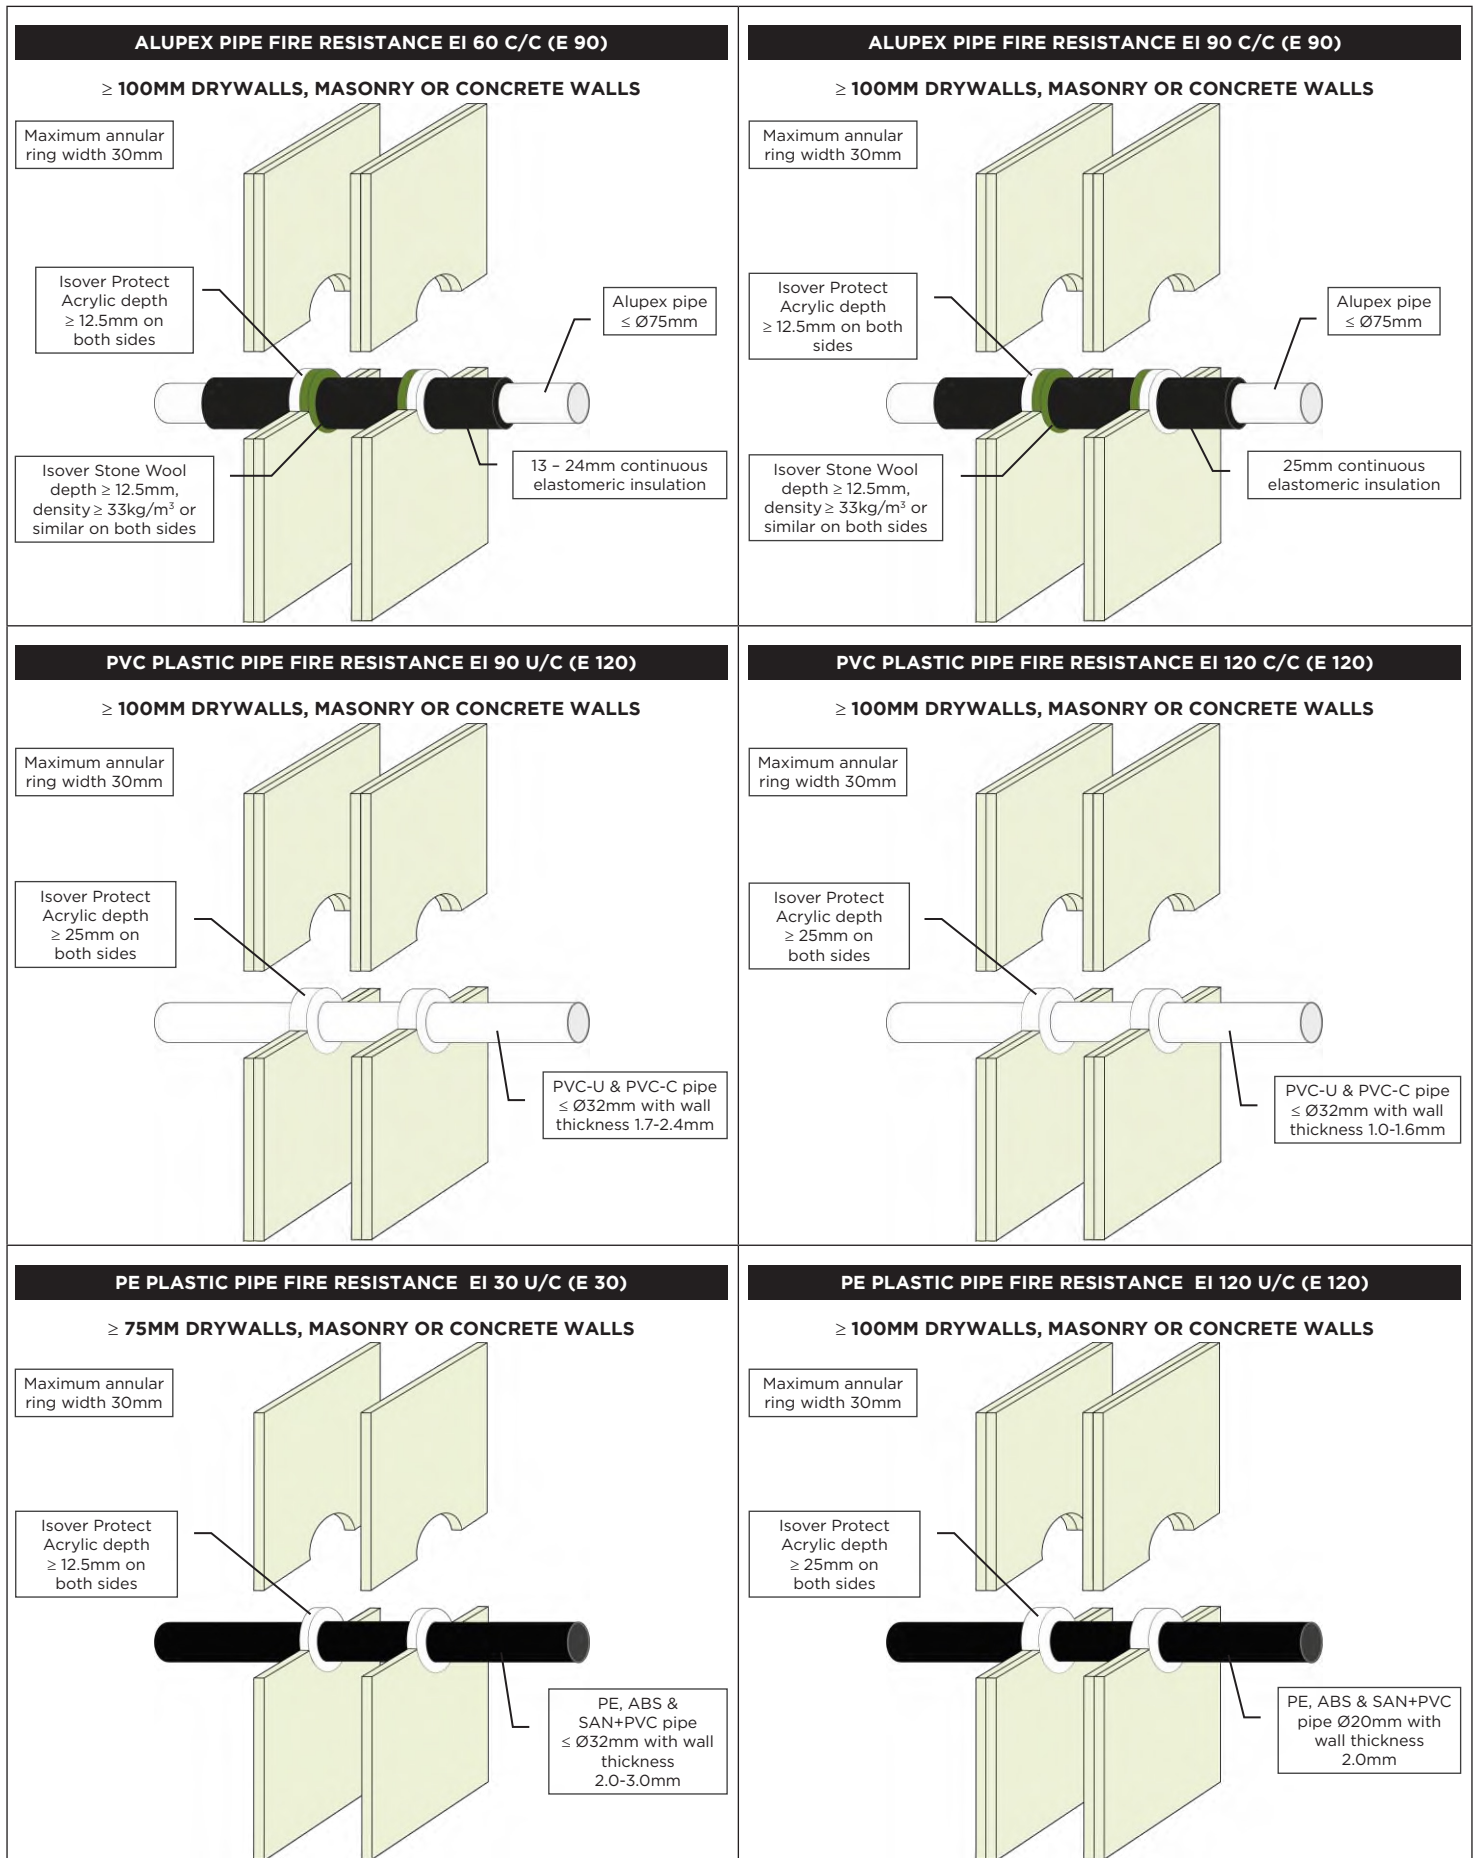 ALUPEX PIPE FIRE RESISTANCE EI 60 C/C (E 90)
≥ 100MM DRYWALLS, MASONRY OR CONCRETE WALLS
Maximum annular
ring width 30mm
Isover Protect
Acrylic depth
≥ 12.5mm on
both sides
Alupex pipe
≤ Ø75mm
Isover Stone Wool
depth ≥ 12.5mm,
density ≥ 33kg/m³ or
similar on both sides
13 – 24mm continuous
elastomeric insulation
ALUPEX PIPE FIRE RESISTANCE EI 90 C/C (E 90)
≥ 100MM DRYWALLS, MASONRY OR CONCRETE WALLS
Maximum annular
ring width 30mm
Isover Protect
Acrylic depth
≥ 12.5mm on both
sides
Alupex pipe
≤ Ø75mm
Isover Stone Wool
depth ≥ 12.5mm,
density ≥ 33kg/m³ or
similar on both sides
25mm continuous
elastomeric insulation
PVC PLASTIC PIPE FIRE RESISTANCE EI 90 U/C (E 120)
≥ 100MM DRYWALLS, MASONRY OR CONCRETE WALLS
Maximum annular
ring width 30mm
Isover Protect
Acrylic depth
≥ 25mm on
both sides
PVC-U & PVC-C pipe
≤ Ø32mm with wall
thickness 1.7-2.4mm
PVC PLASTIC PIPE FIRE RESISTANCE EI 120 C/C (E 120)
≥ 100MM DRYWALLS, MASONRY OR CONCRETE WALLS
Maximum annular
ring width 30mm
Isover Protect
Acrylic depth
≥ 25mm on
both sides
PVC-U & PVC-C pipe
≤ Ø32mm with wall
thickness 1.0-1.6mm
PE PLASTIC PIPE FIRE RESISTANCE EI 30 U/C (E 30)
≥ 75MM DRYWALLS, MASONRY OR CONCRETE WALLS
Maximum annular
ring width 30mm
Isover Protect
Acrylic depth
≥ 12.5mm on
both sides
PE, ABS &
SAN+PVC pipe
≤ Ø32mm with wall
thickness
2.0-3.0mm
PE PLASTIC PIPE FIRE RESISTANCE EI 120 U/C (E 120)
≥ 100MM DRYWALLS, MASONRY OR CONCRETE WALLS
Maximum annular
ring width 30mm
Isover Protect
Acrylic depth
≥ 25mm on
both sides
PE, ABS & SAN+PVC
pipe Ø20mm with
wall thickness
2.0mm